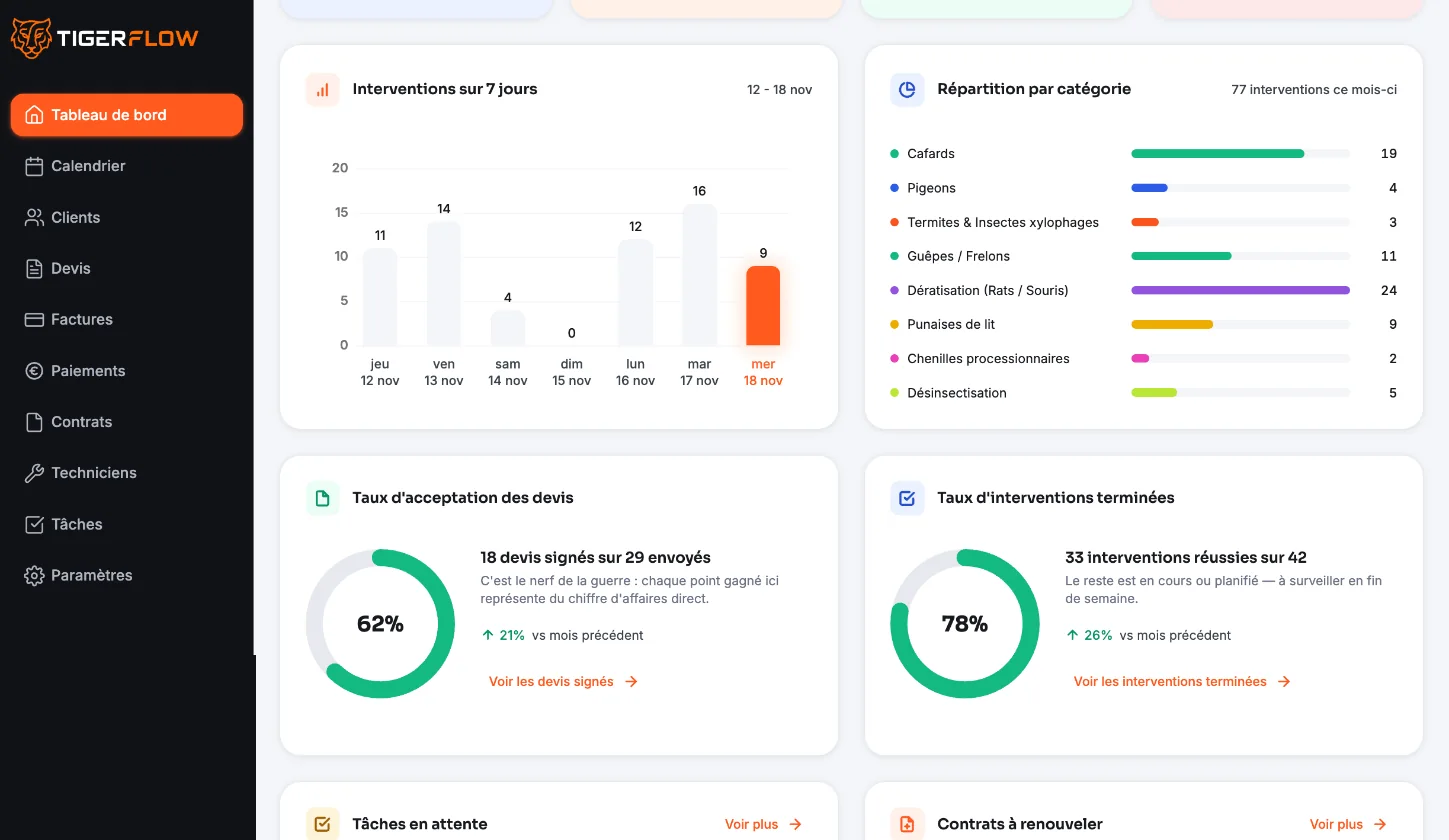 TIGERFLOW
Tableau de bord
Calendrier
Clients
Devis
Factures
Paiements
Contrats
Techniciens
Tâches
Paramètres
Interventions sur 7 jours
12 - 18 nov
20
15
10
5
0
11
14
4
0
12
16
9
jeu
12 nov
ven
13 nov
sam
14 nov
dim
15 nov
lun
16 nov
mar
17 nov
mer
18 nov
Répartition par catégorie
77 interventions ce mois-ci
Cafards 19
Pigeons 4
Termites & Insectes xylophages 3
Guêpes / Frelons 11
Dératisation (Rats / Souris) 24
Punaises de lit 9
Chenilles processionnaires 2
Désinsectisation 5
Taux d'acceptation des devis
62%
18 devis signés sur 29 envoyés
C'est le nerf de la guerre : chaque point gagné ici
représente du chiffre d'affaires direct.
↑ 21% vs mois précédent
Voir les devis signés →
Taux d'interventions terminées
78%
33 interventions réussies sur 42
Le reste est en cours ou planifié — à surveiller en fin
de semaine.
↑ 26% vs mois précédent
Voir les interventions terminées →
Tâches en attente
Voir plus →
Contrats à renouveler
Voir plus →